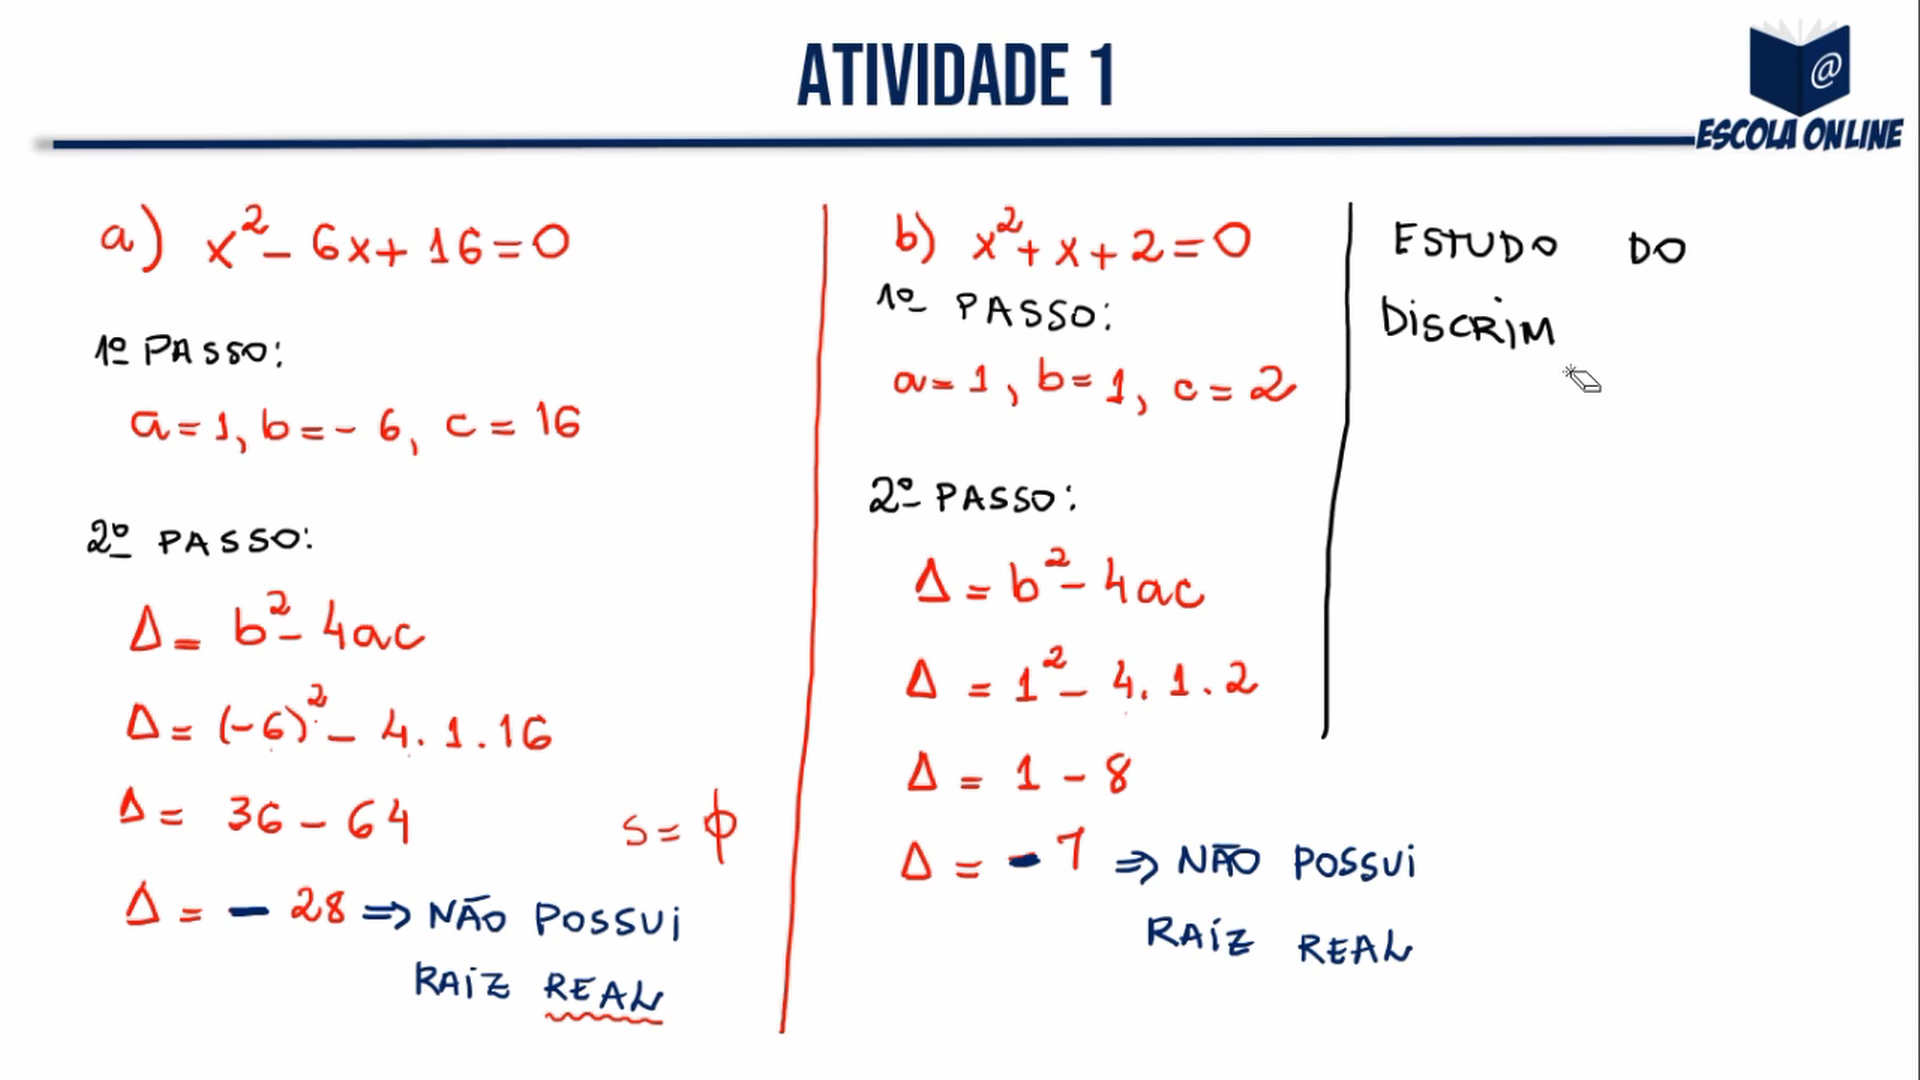 ATIVIDADE 1
@
ESCOLA ONLINE
a) x² - 6x + 16 = 0
1º PASSO:
a = 1, b = - 6, c = 16
2º PASSO:
Δ = b² - 4ac
Δ = (-6)² - 4 . 1 . 16
Δ = 36 - 64
S = ϕ
Δ = - 28 ⇒ NÃO POSSUI
RAIZ REAL
b) x² + x + 2 = 0
1º PASSO:
a = 1, b = 1, c = 2
2º PASSO:
Δ = b² - 4ac
Δ = 1² - 4 . 1 . 2
Δ = 1 - 8
Δ = - 7 ⇒ NÃO POSSUI
RAÍZ REAL
ESTUDO DO
DISCRIM